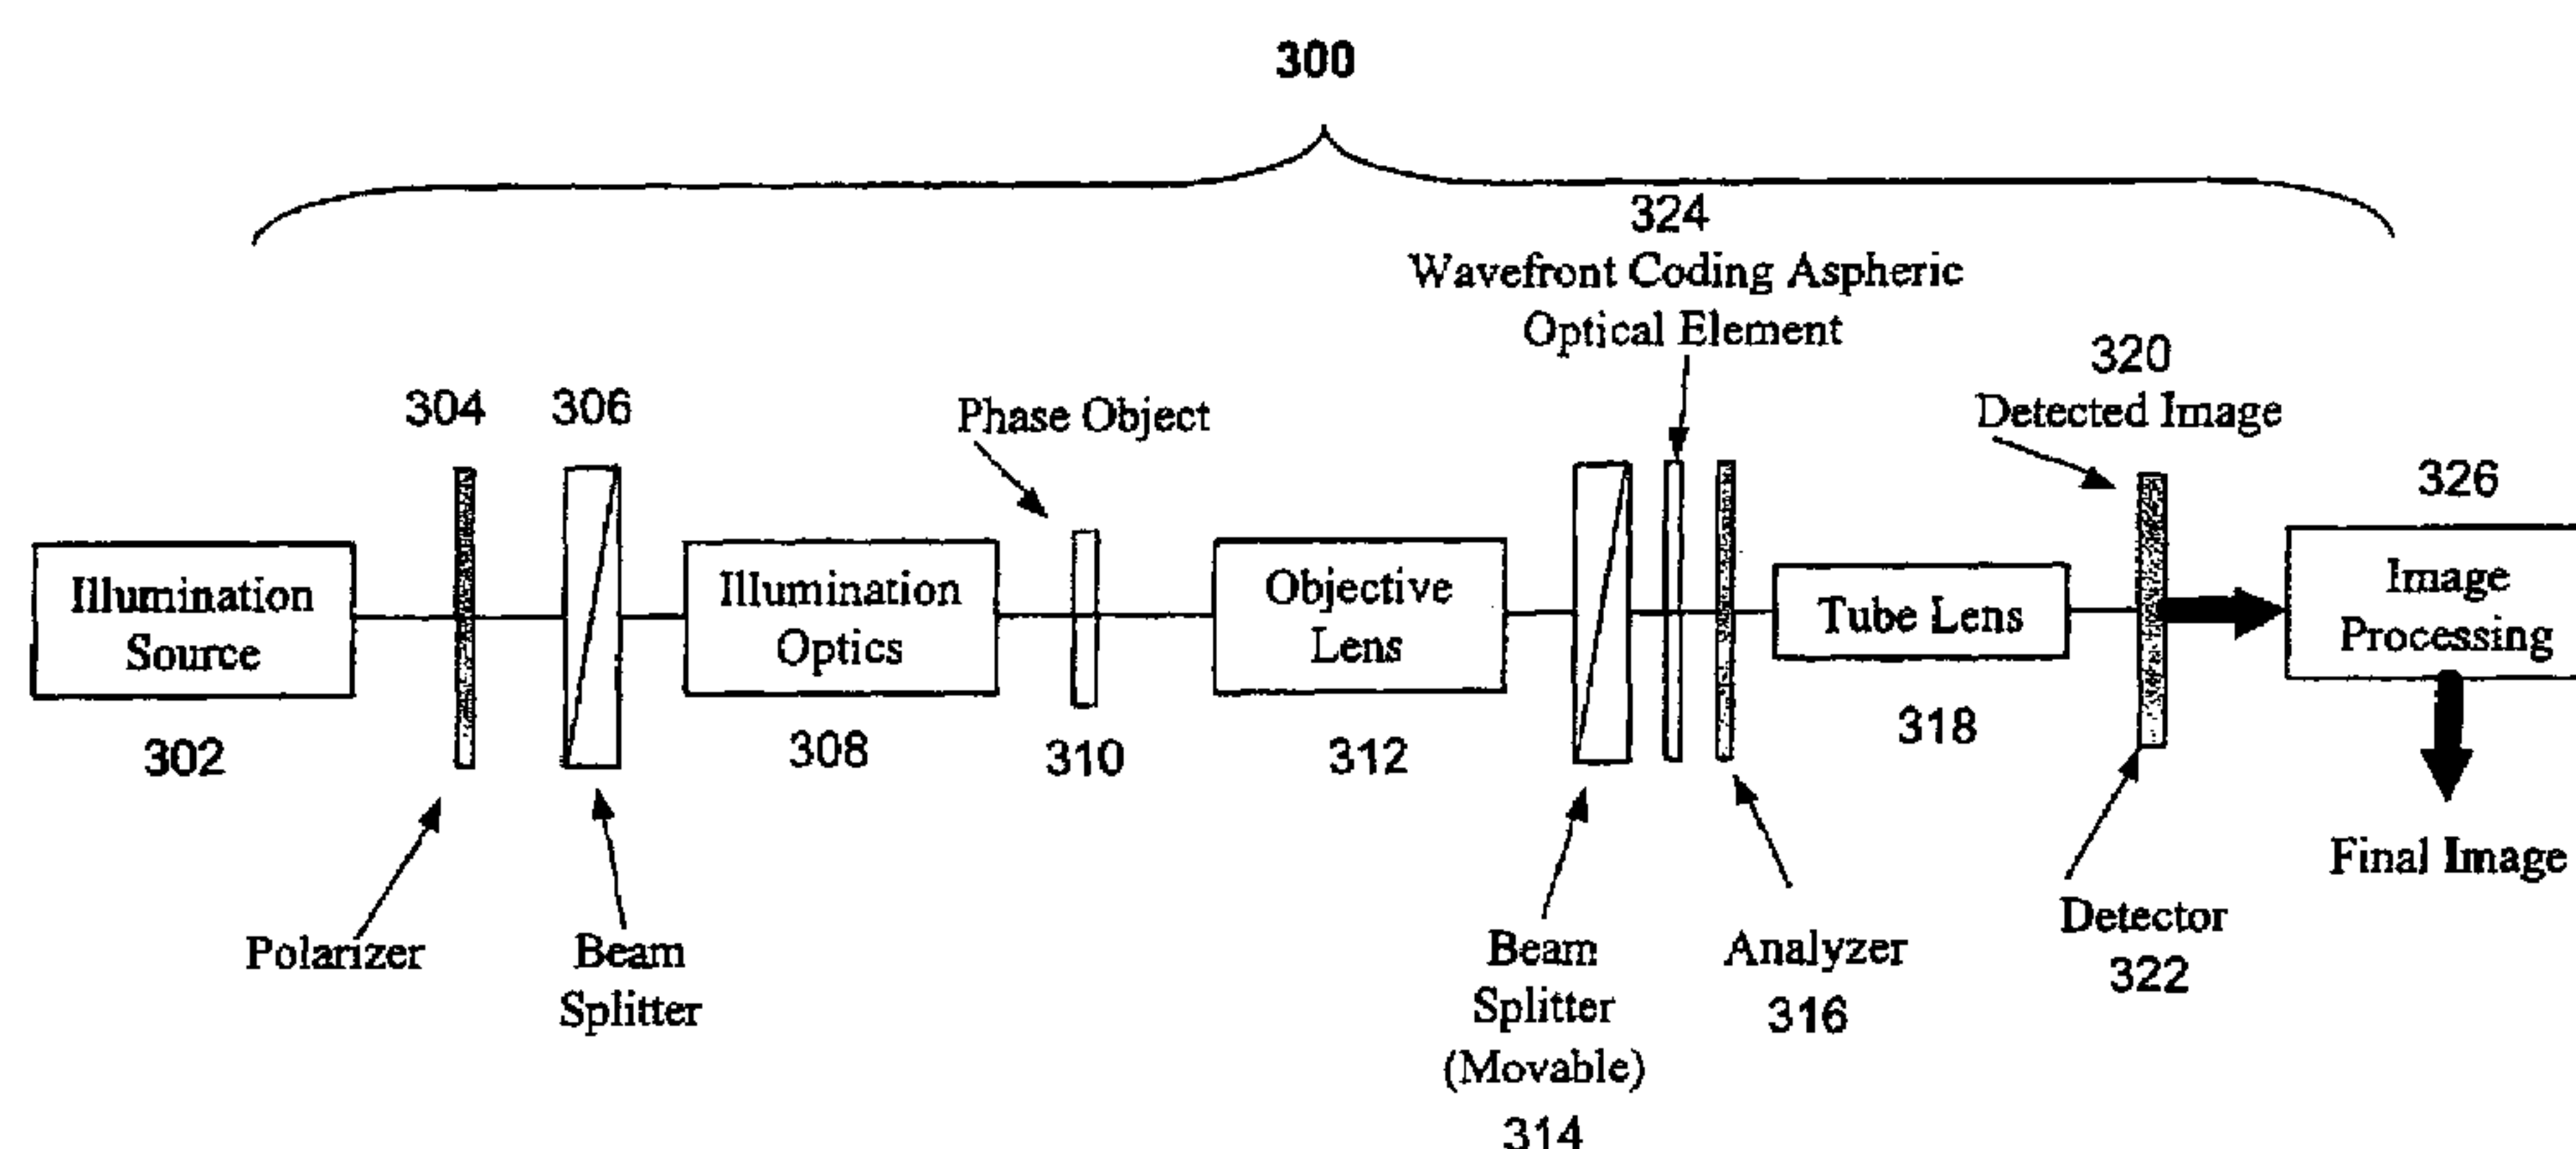 300
324
Wavefront Coding Aspheric
Optical Element
320
Detected Image
304
306
Phase Object
326
Illumination
Source
Illumination
Optics
Objective
Lens
Tube Lens
Image
Processing
302
308
310
312
318
Final Image
Polarizer
Beam
Splitter
Beam
Splitter
(Movable)
314
Analyzer
316
Detector
322